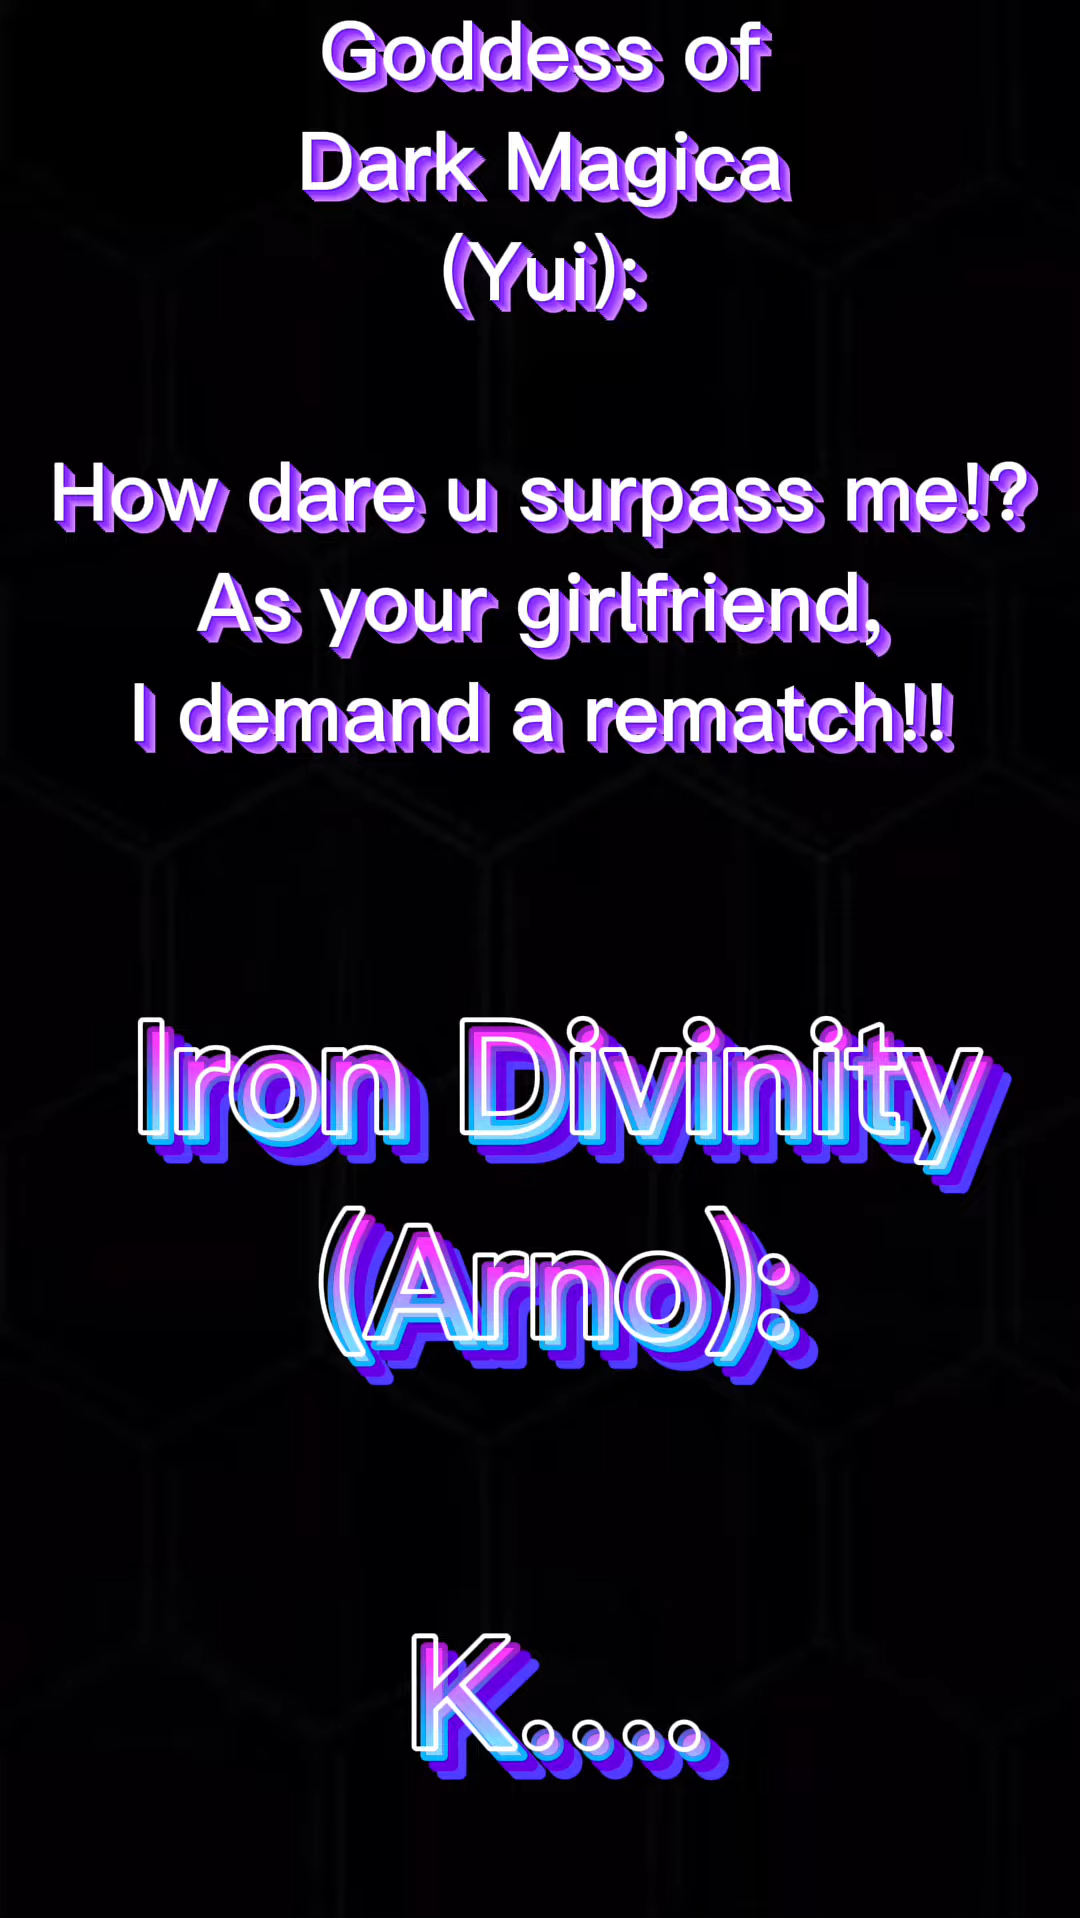 Goddess of
Dark Magica
(Yui):
How dare u surpass me!?
As your girlfriend,
I demand a rematch!!
Iron Divinity
(Arno):
K....